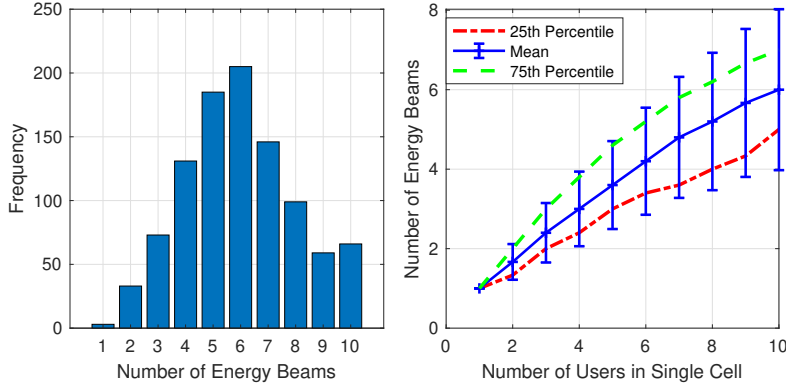 250
200
150
100
50
0
Frequency
1 2 3 4 5 6 7 8 9 10
Number of Energy Beams
8
6
4
2
0
Number of Energy Beams
25th Percentile
Mean
75th Percentile
0 2 4 6 8 10
Number of Users in Single Cell